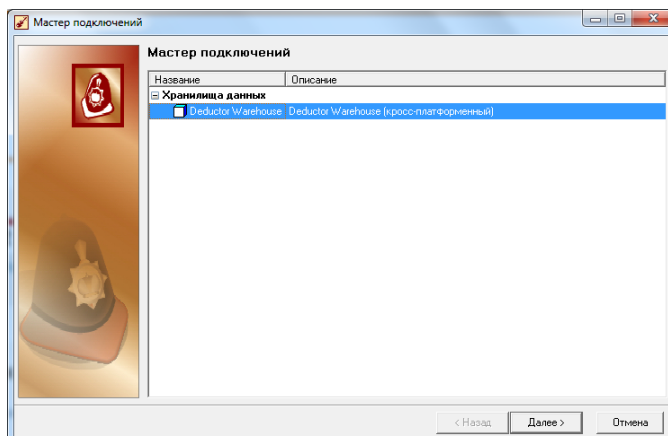 Мастер подключений
Мастер подключений
Название Описание
Хранилища данных
Deductor Warehouse Deductor Warehouse (кросс-платформенный)
< Назад Далее > Отмена